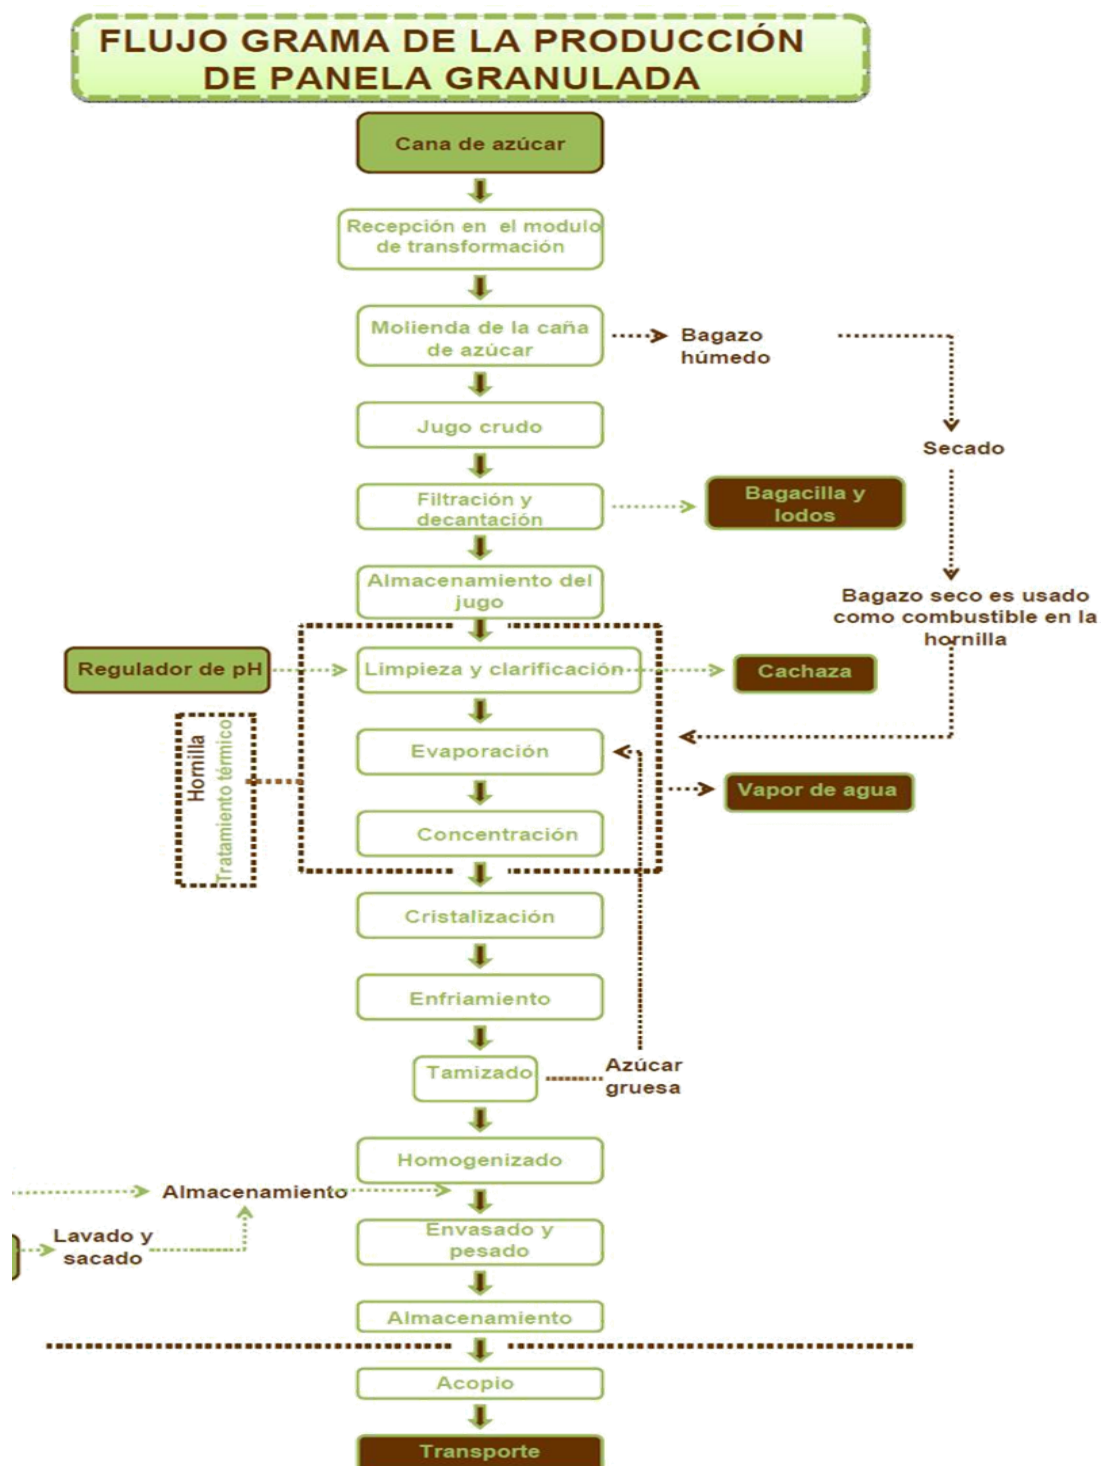 FLUJO GRAMA DE LA PRODUCCIÓN
DE PANELA GRANULADA
Cana de azúcar
Recepción en el modulo
de transformación
Molienda de la caña
de azúcar
Bagazo
húmedo
Jugo crudo
Secado
Filtración y
decantación
Bagacilla y
lodos
Almacenamiento del
jugo
Bagazo seco es usado
como combustible en la
hornilla
Regulador de pH
Limpieza y clarificación
Cachaza
Hornilla
Tratamiento térmico
Evaporación
Vapor de agua
Concentración
Cristalización
Enfriamiento
Tamizado
Azúcar
gruesa
Homogenizado
Almacenamiento
Lavado y
sacado
Envasado y
pesado
Almacenamiento
Acopio
Transporte